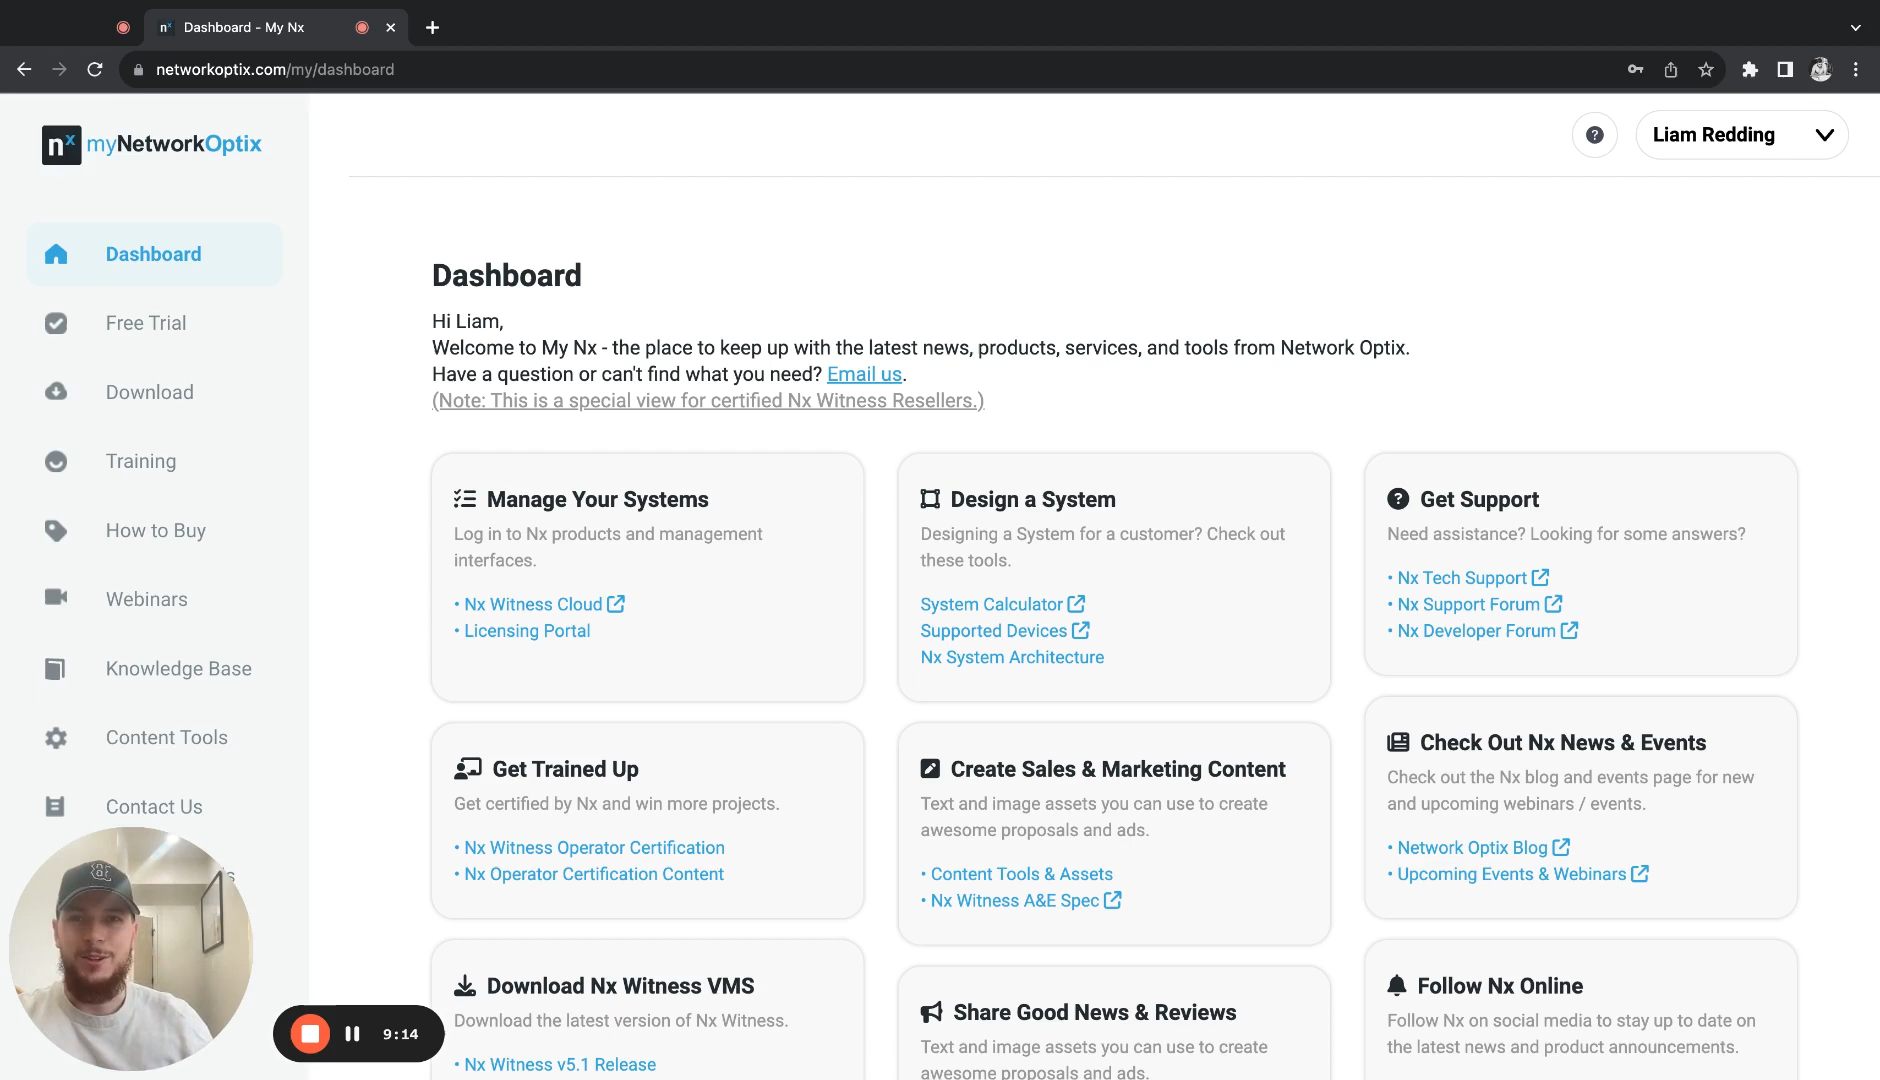 Dashboard - My Nx
networkoptix.com/my/dashboard
nx myNetworkOptix
Liam Redding
Dashboard
Free Trial
Download
Training
How to Buy
Webinars
Knowledge Base
Content Tools
Contact Us
Dashboard
Hi Liam,
Welcome to My Nx - the place to keep up with the latest news, products, services, and tools from Network Optix.
Have a question or can't find what you need? Email us.
(Note: This is a special view for certified Nx Witness Resellers.)
Manage Your Systems
Log in to Nx products and management
interfaces.
• Nx Witness Cloud
• Licensing Portal
Design a System
Designing a System for a customer? Check out
these tools.
System Calculator
Supported Devices
Nx System Architecture
Get Support
Need assistance? Looking for some answers?
• Nx Tech Support
• Nx Support Forum
• Nx Developer Forum
Get Trained Up
Get certified by Nx and win more projects.
• Nx Witness Operator Certification
• Nx Operator Certification Content
Create Sales & Marketing Content
Text and image assets you can use to create
awesome proposals and ads.
• Content Tools & Assets
• Nx Witness A&E Spec
Check Out Nx News & Events
Check out the Nx blog and events page for new
and upcoming webinars / events.
• Network Optix Blog
• Upcoming Events & Webinars
Download Nx Witness VMS
Download the latest version of Nx Witness.
• Nx Witness v5.1 Release
Share Good News & Reviews
Text and image assets you can use to create
awesome proposals and ads.
Follow Nx Online
Follow Nx on social media to stay up to date on
the latest news and product announcements.
9:14